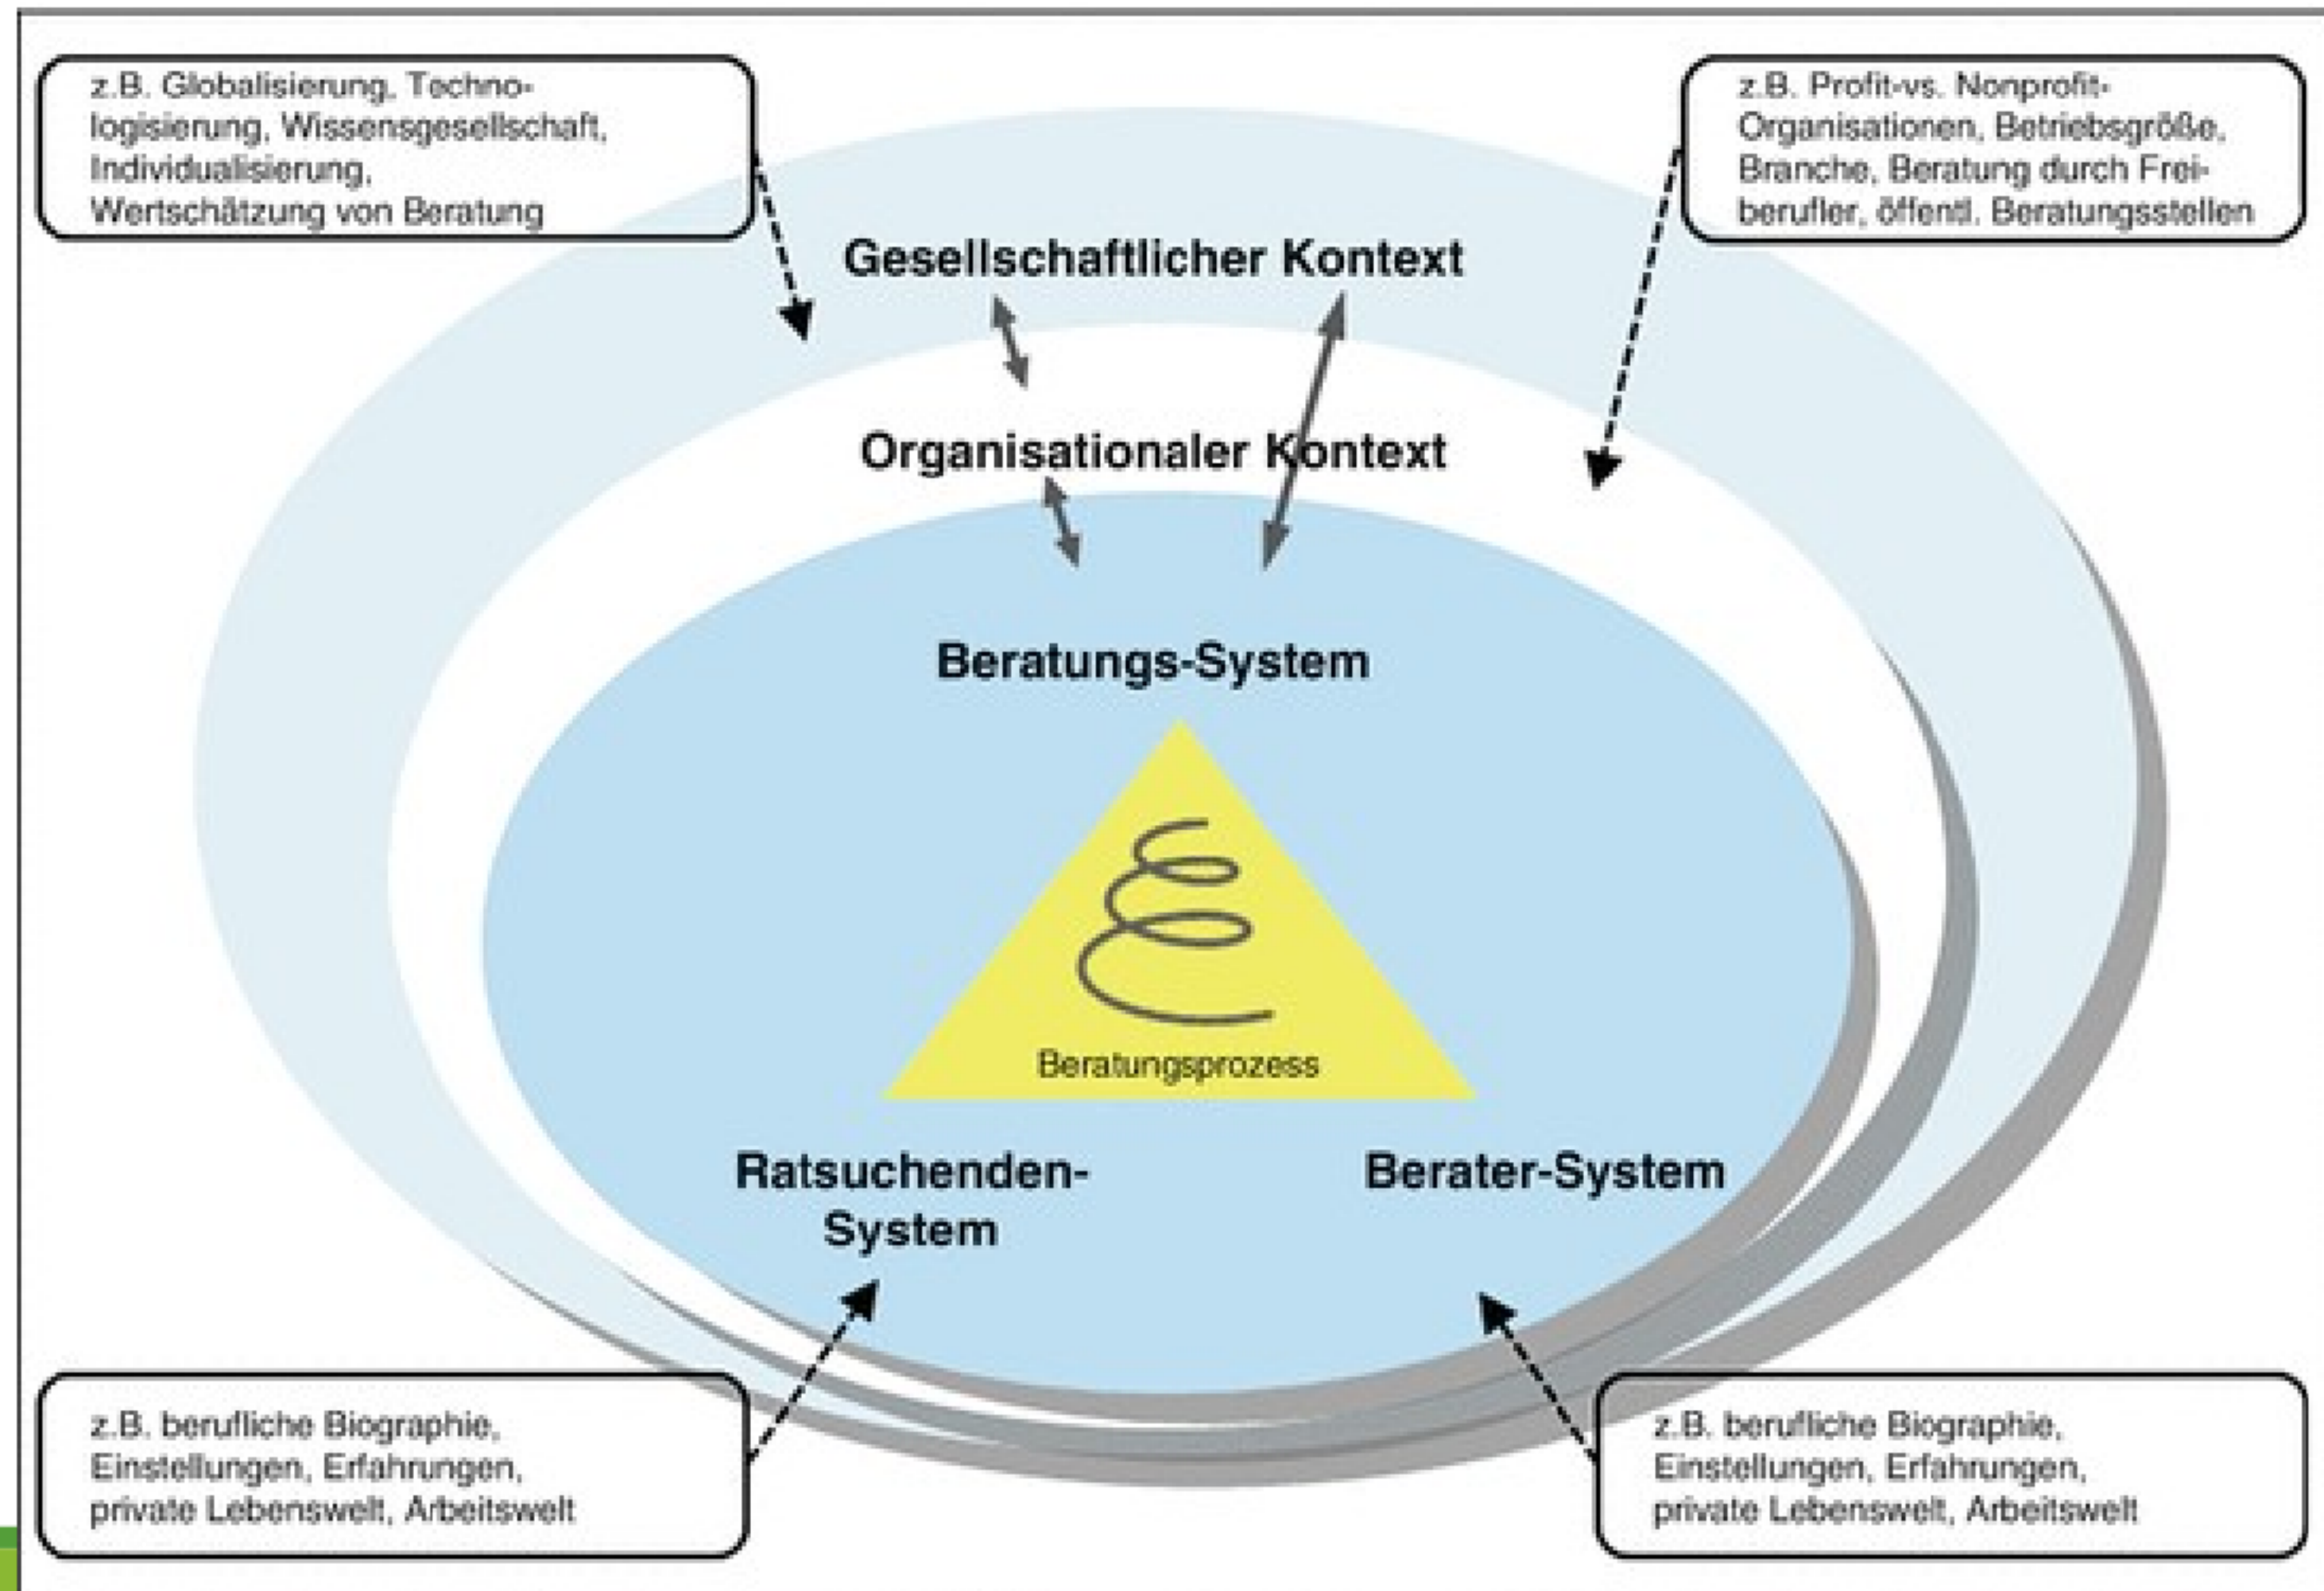 z.B. Globalisierung, Techno-
logisierung, Wissensgesellschaft,
Individualisierung,
Wertschätzung von Beratung
z.B. Profit-vs. Nonprofit-
Organisationen, Betriebsgröße,
Branche, Beratung durch Frei-
berufler, öffentl. Beratungsstellen
Gesellschaftlicher Kontext
Organisationaler Kontext
Beratungs-System
Beratungsprozess
Ratsuchenden-
System
Berater-System
z.B. berufliche Biographie,
Einstellungen, Erfahrungen,
private Lebenswelt, Arbeitswelt
z.B. berufliche Biographie,
Einstellungen, Erfahrungen,
private Lebenswelt, Arbeitswelt